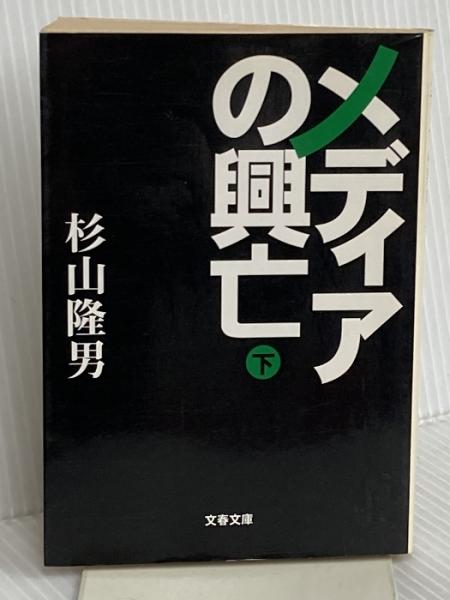 メディア
の興亡
下
杉山隆男
文春文庫